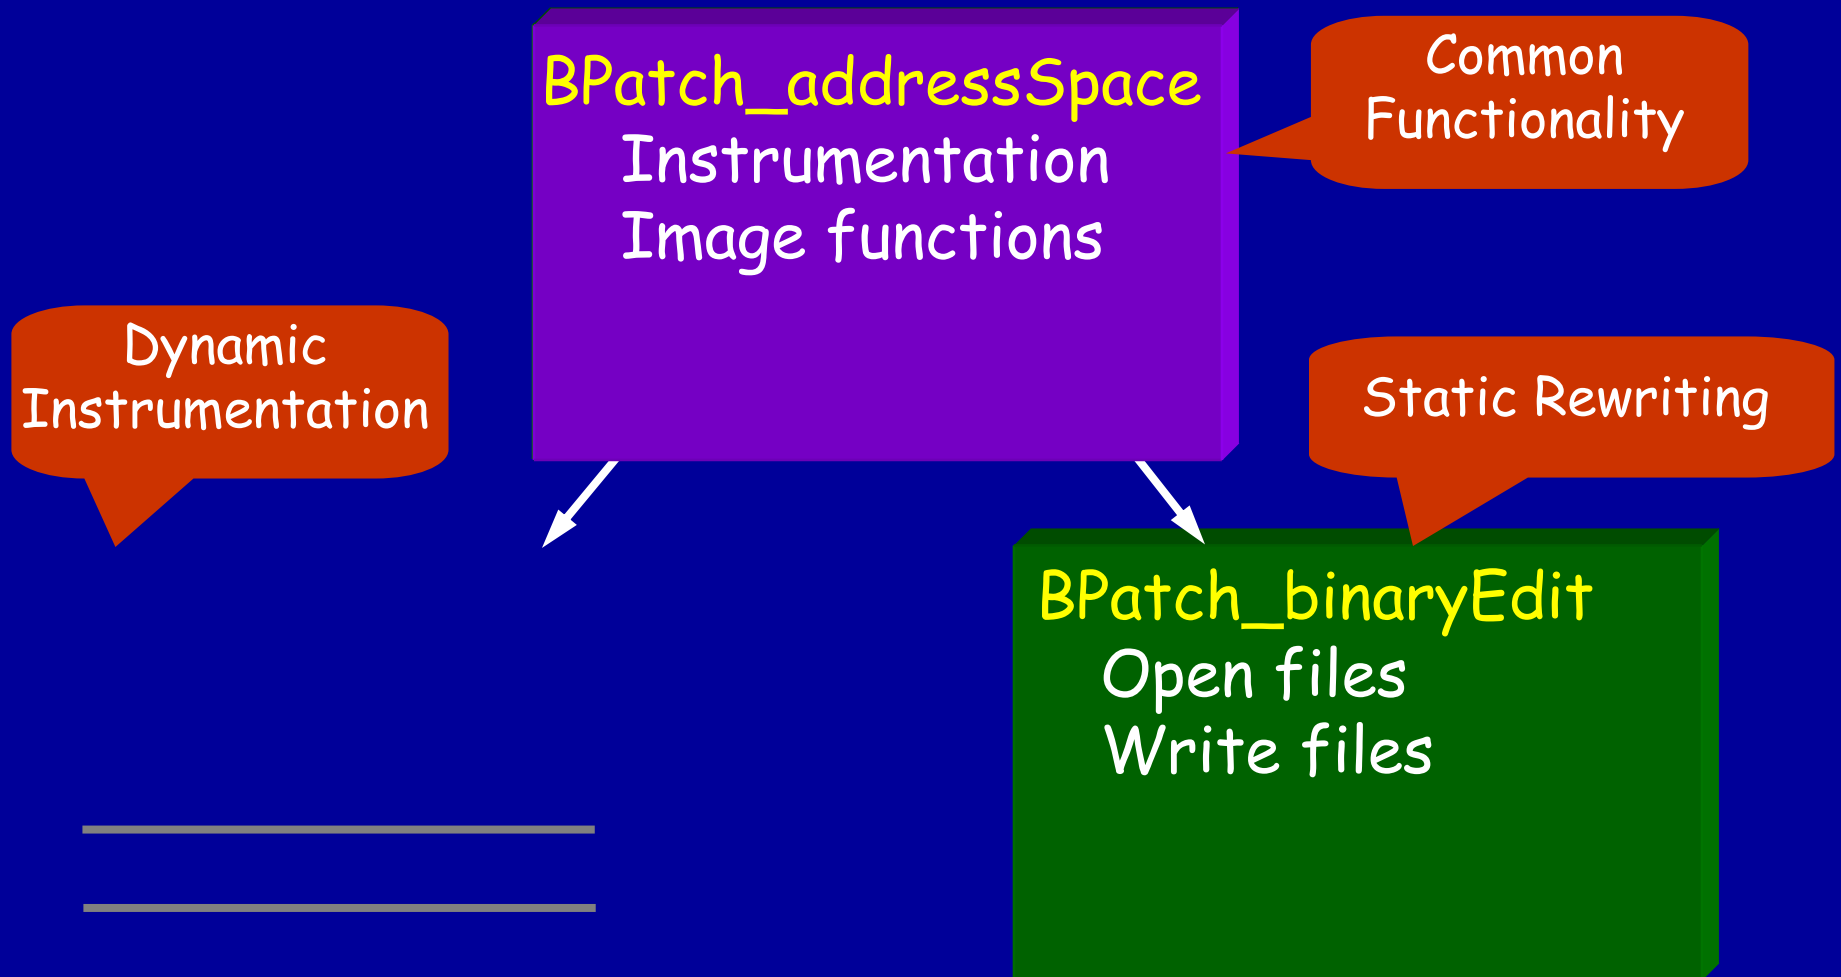 BPatch_addressSpace
Instrumentation
Image functions
Common
Functionality
Dynamic
Instrumentation
Static Rewriting
BPatch_binaryEdit
Open files
Write files